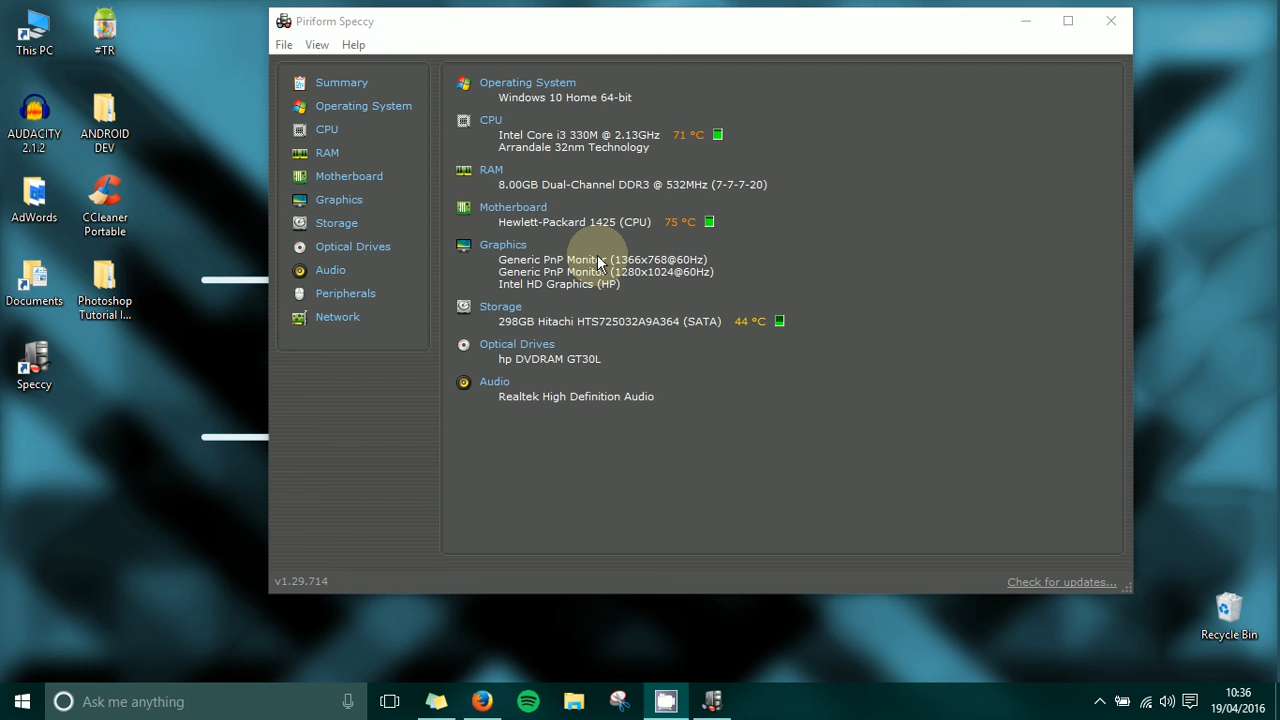 This PC
#TR
AUDACITY
2.1.2
ANDROID
DEV
AdWords
CCleaner
Portable
Documents
Photoshop
Tutorial I...
Speccy
Piriform Speccy
File View Help
Summary
Operating System
CPU
RAM
Motherboard
Graphics
Storage
Optical Drives
Audio
Peripherals
Network
Operating System
Windows 10 Home 64-bit
CPU
Intel Core i3 330M @ 2.13GHz 71 °C
Arrandale 32nm Technology
RAM
8.00GB Dual-Channel DDR3 @ 532MHz (7-7-7-20)
Motherboard
Hewlett-Packard 1425 (CPU) 75 °C
Graphics
Generic PnP Monitor (1366x768@60Hz)
Generic PnP Monitor (1280x1024@60Hz)
Intel HD Graphics (HP)
Storage
298GB Hitachi HTS725032A9A364 (SATA) 44 °C
Optical Drives
hp DVDRAM GT30L
Audio
Realtek High Definition Audio
v1.29.714
Check for updates...
Recycle Bin
Ask me anything
10:36
19/04/2016